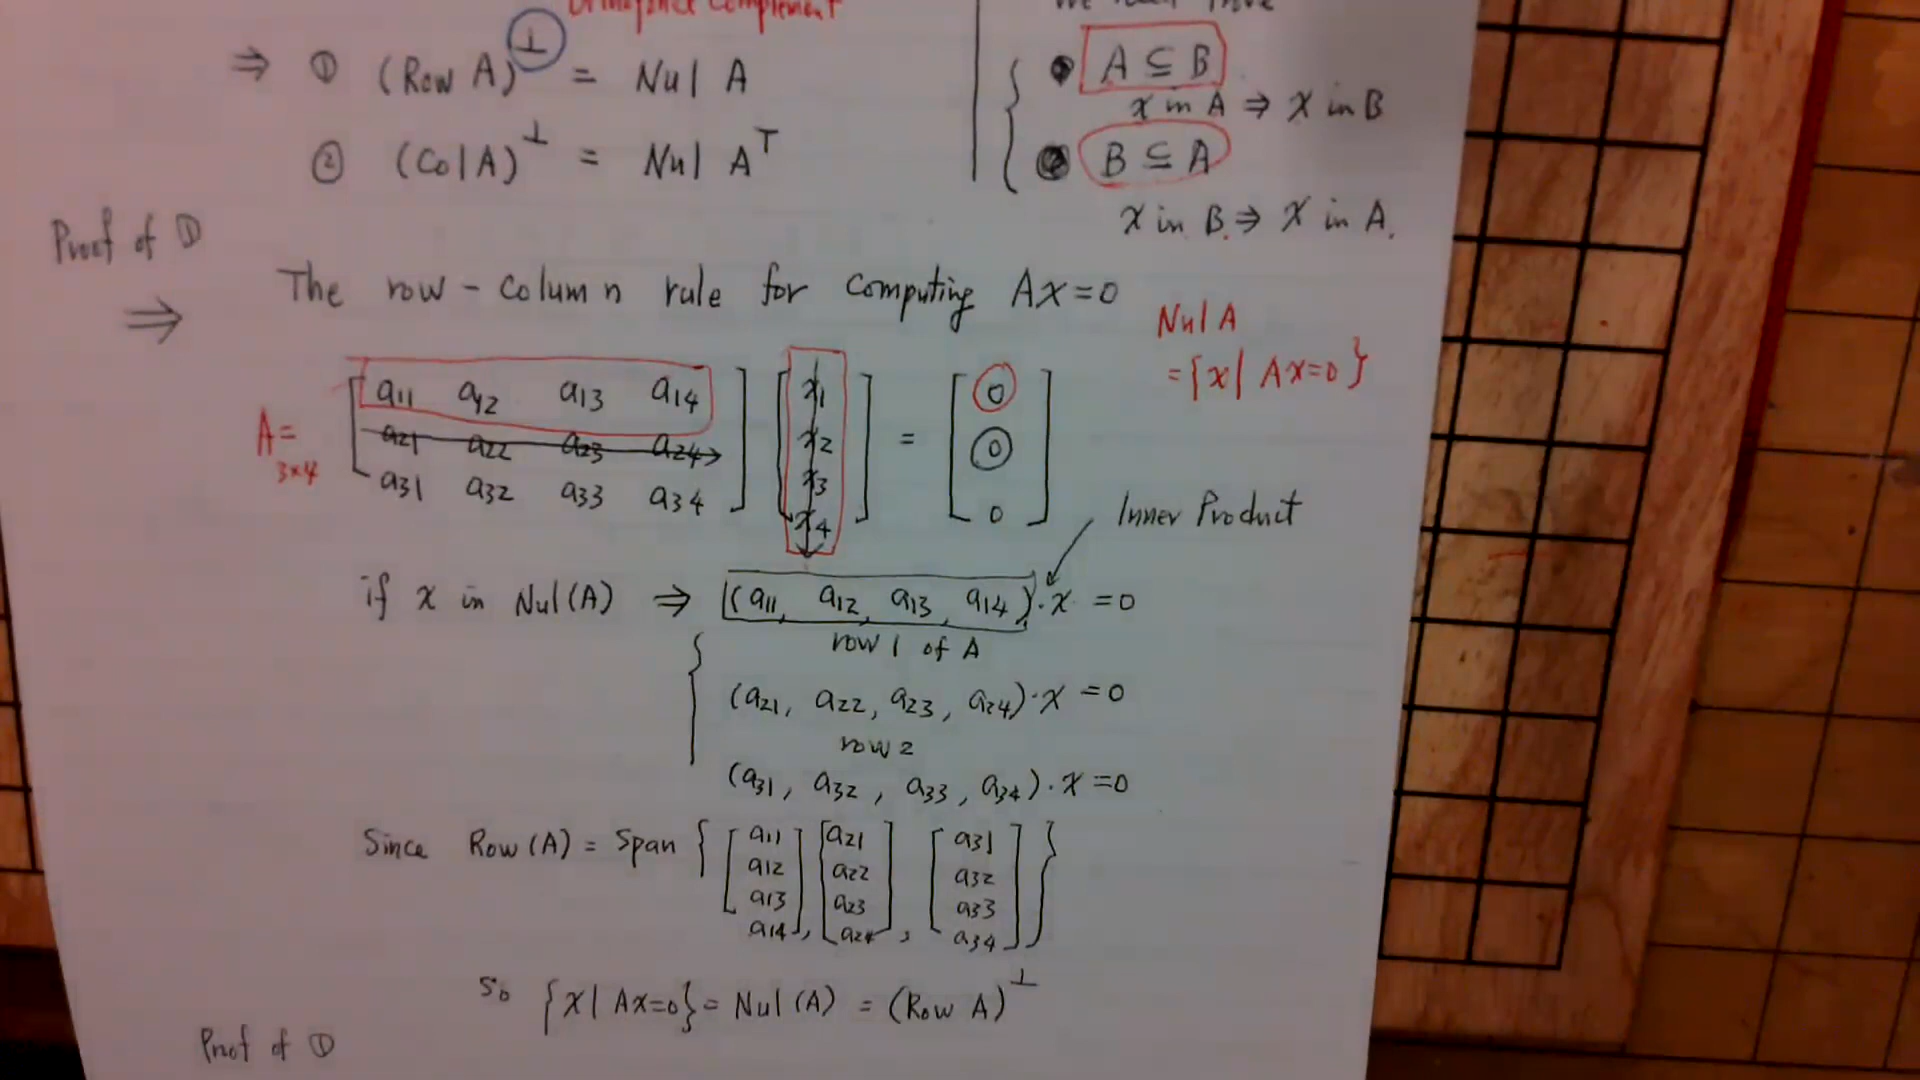 Complement
⇒ ① (Row A)⊥ = Nul A
② (Col A)⊥ = Nul Aᵀ
A ⊆ B
x in A ⇒ x in B
B ⊆ A
x in B ⇒ x in A.
Proof of ①
⇒ The row-column rule for computing Ax=0
Nul A
= {x| Ax=0}
A= 3×4
a11 a12 a13 a14 x1 0
a21 a22 a23 a24 x2 = 0
a31 a32 a33 a34 x3 0
x4
Inner Product
if x in Nul(A) ⇒ (a11, a12, a13, a14)·x = 0
row 1 of A
(a21, a22, a23, a24)·x = 0
row 2
(a31, a32, a33, a34)·x = 0
Since Row(A) = Span { [a11 a12 a13 a14], [a21 a22 a23 a24], [a31 a32 a33 a34] }
So {x| Ax=0} = Nul(A) = (Row A)⊥
Proof of ①